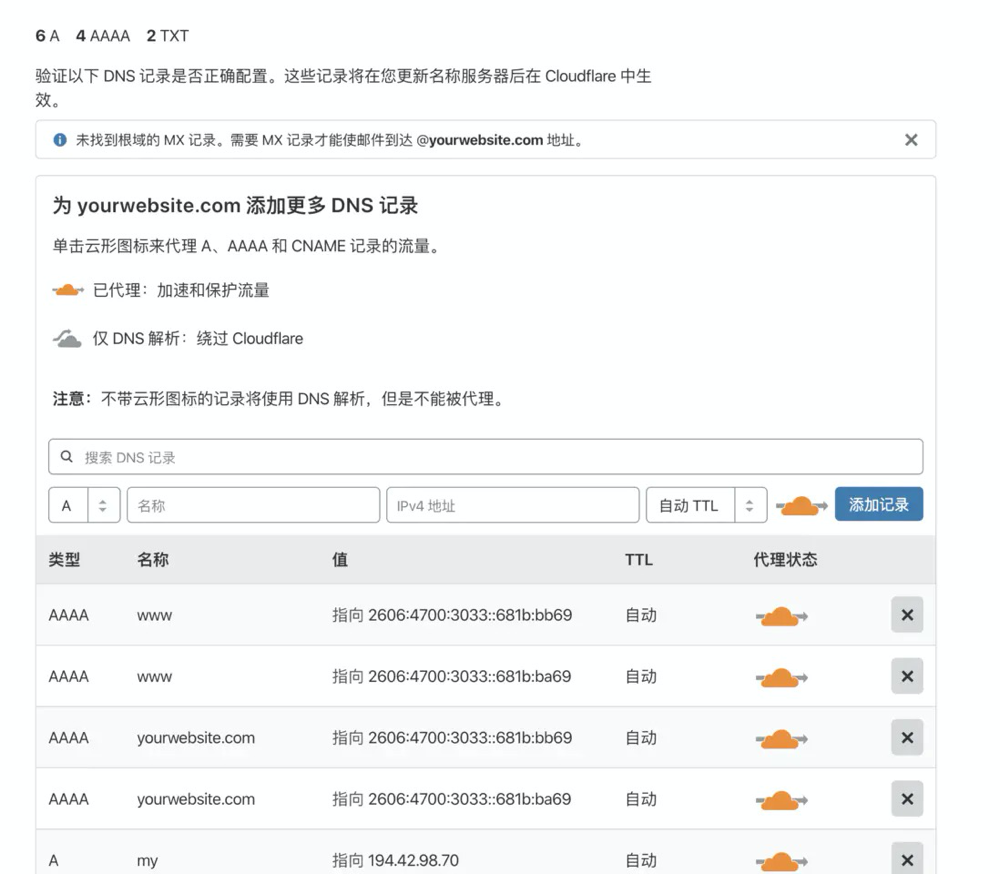 6 A 4 AAAA 2 TXT
验证以下 DNS 记录是否正确配置。这些记录将在您更新名称服务器后在 Cloudflare 中生
效。
未找到根域的 MX 记录。需要 MX 记录才能使邮件到达 @yourwebsite.com 地址。
为 yourwebsite.com 添加更多 DNS 记录
单击云形图标来代理 A、AAAA 和 CNAME 记录的流量。
已代理：加速和保护流量
仅 DNS 解析：绕过 Cloudflare
注意：不带云形图标的记录将使用 DNS 解析，但是不能被代理。
搜索 DNS 记录
A 名称 IPv4 地址 自动 TTL 添加记录
类型 名称 值 TTL 代理状态
AAAA www 指向 2606:4700:3033::681b:bb69 自动
AAAA www 指向 2606:4700:3033::681b:ba69 自动
AAAA yourwebsite.com 指向 2606:4700:3033::681b:bb69 自动
AAAA yourwebsite.com 指向 2606:4700:3033::681b:ba69 自动
A my 指向 194.42.98.70 自动